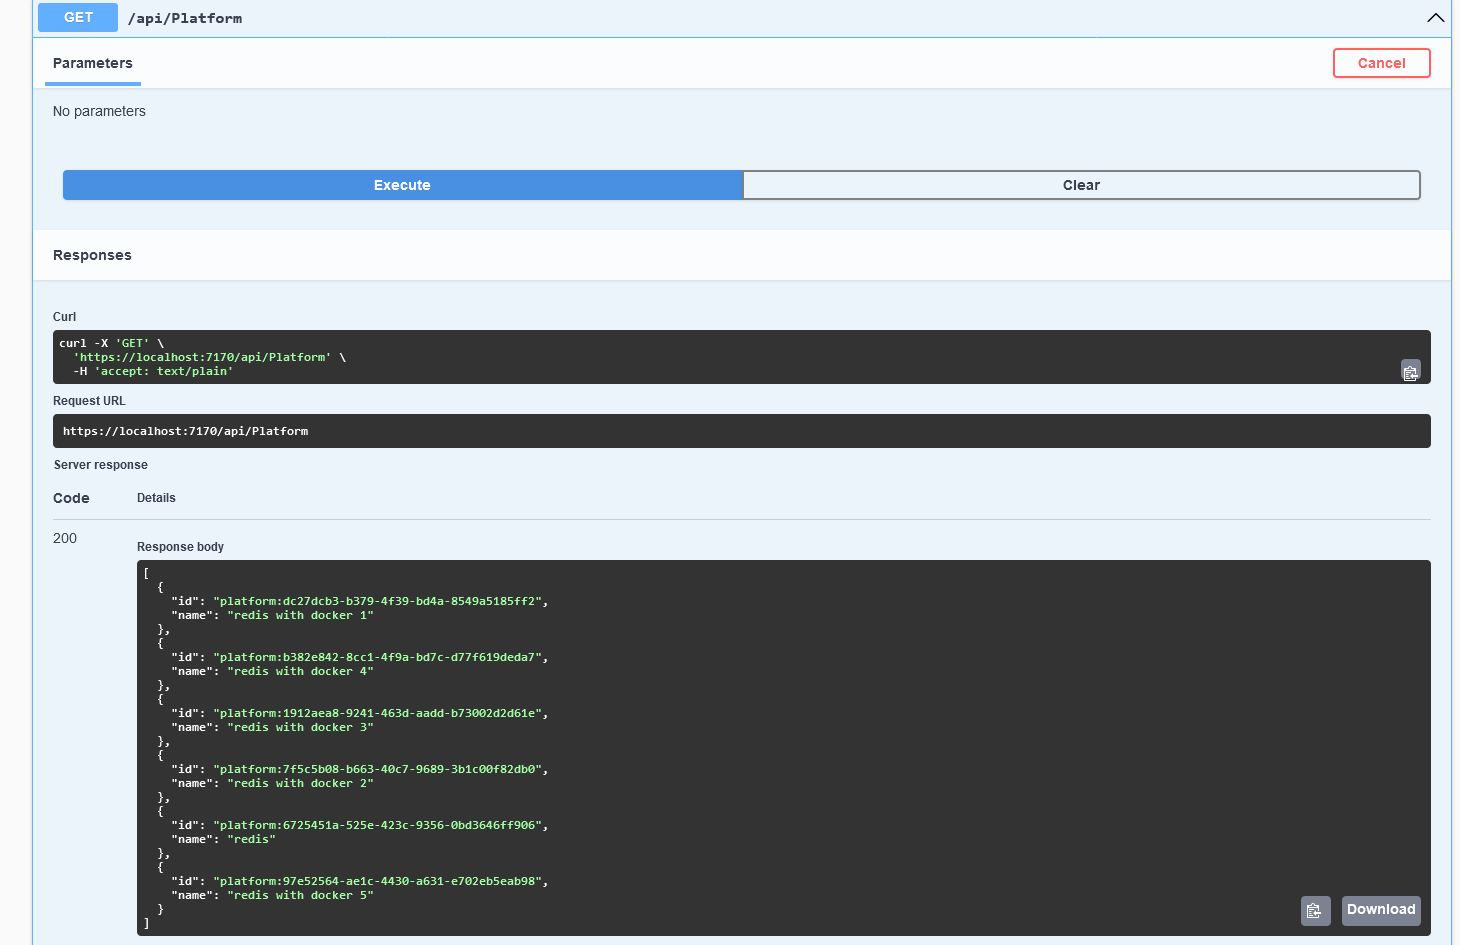 GET /api/Platform
Parameters
Cancel
No parameters
Execute
Clear
Responses
Curl
curl -X 'GET' \
  'https://localhost:7170/api/Platform' \
  -H 'accept: text/plain'
Request URL
https://localhost:7170/api/Platform
Server response
Code Details
200
Response body
[
  {
    "id": "platform:dc27dcb3-b379-4f39-bd4a-8549a5185ff2",
    "name": "redis with docker 1"
  },
  {
    "id": "platform:b382e842-8cc1-4f9a-bd7c-d77f619deda7",
    "name": "redis with docker 4"
  },
  {
    "id": "platform:1912aea8-9241-463d-aadd-b73002d2d61e",
    "name": "redis with docker 3"
  },
  {
    "id": "platform:7f5c5b08-b663-40c7-9689-3b1c00f82db0",
    "name": "redis with docker 2"
  },
  {
    "id": "platform:6725451a-525e-423c-9356-0bd3646ff906",
    "name": "redis"
  },
  {
    "id": "platform:97e52564-ae1c-4430-a631-e702eb5eab98",
    "name": "redis with docker 5"
  }
]
Download